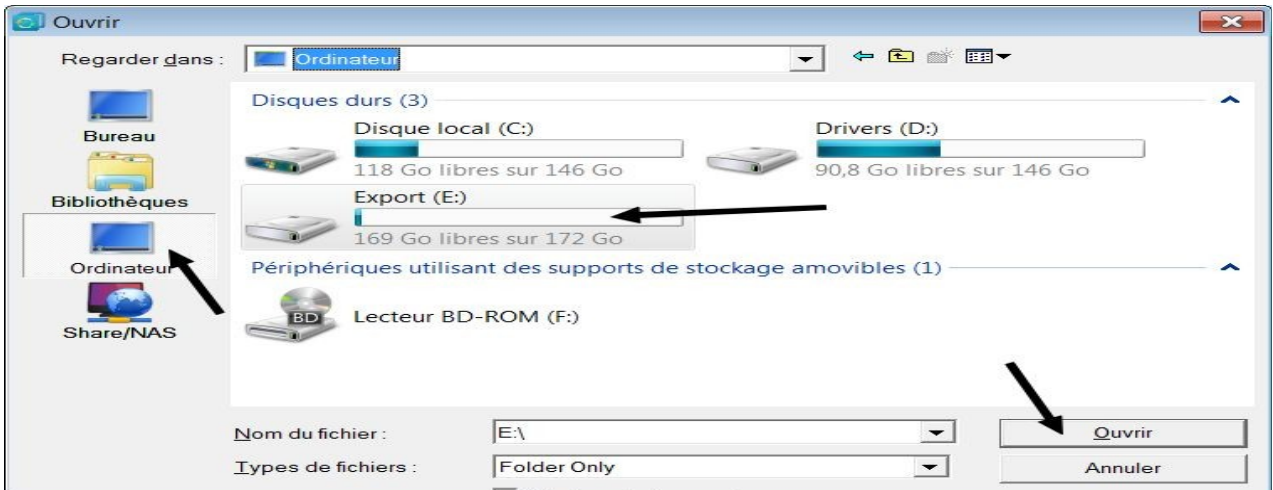 Ouvrir
Regarder dans :
Ordinateur
Bureau
Bibliothèques
Ordinateur
Share/NAS
Disques durs (3)
Disque local (C:)
118 Go libres sur 146 Go
Drivers (D:)
90,8 Go libres sur 146 Go
Export (E:)
169 Go libres sur 172 Go
Périphériques utilisant des supports de stockage amovibles (1)
BD
Lecteur BD-ROM (F:)
Nom du fichier :
E:\
Ouvrir
Types de fichiers :
Folder Only
Annuler